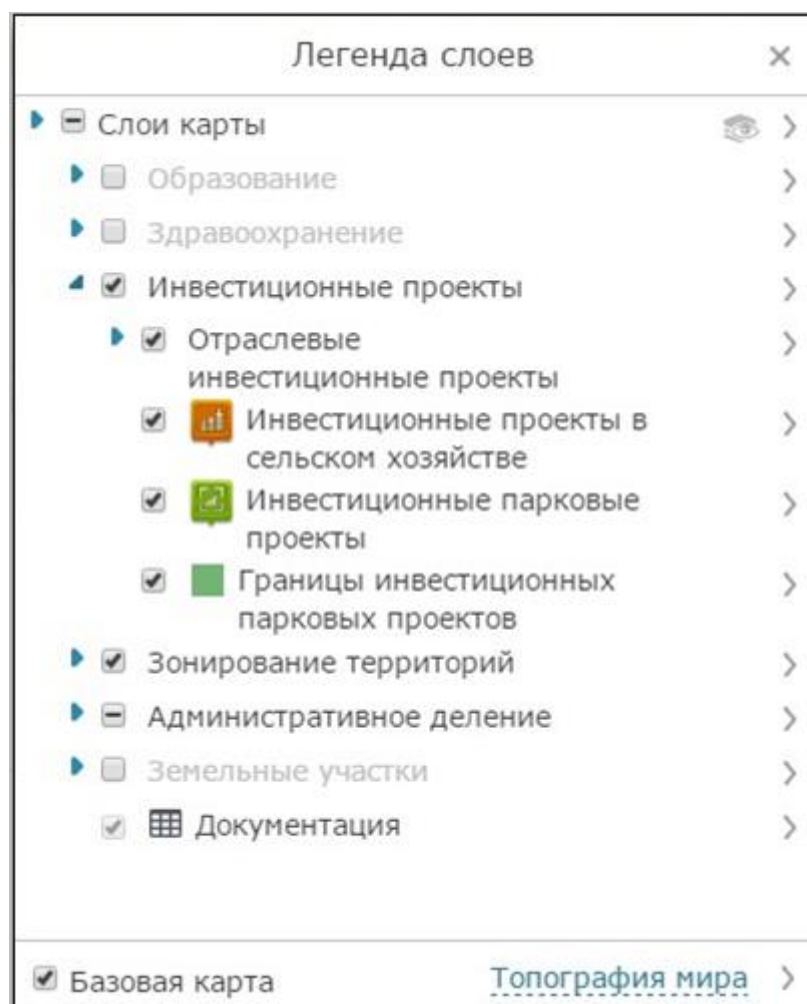 Легенда слоев
Слои карты
Образование
Здравоохранение
Инвестиционные проекты
Отраслевые
инвестиционные проекты
Инвестиционные проекты в
сельском хозяйстве
Инвестиционные парковые
проекты
Границы инвестиционных
парковых проектов
Зонирование территорий
Административное деление
Земельные участки
Документация
Базовая карта Топография мира